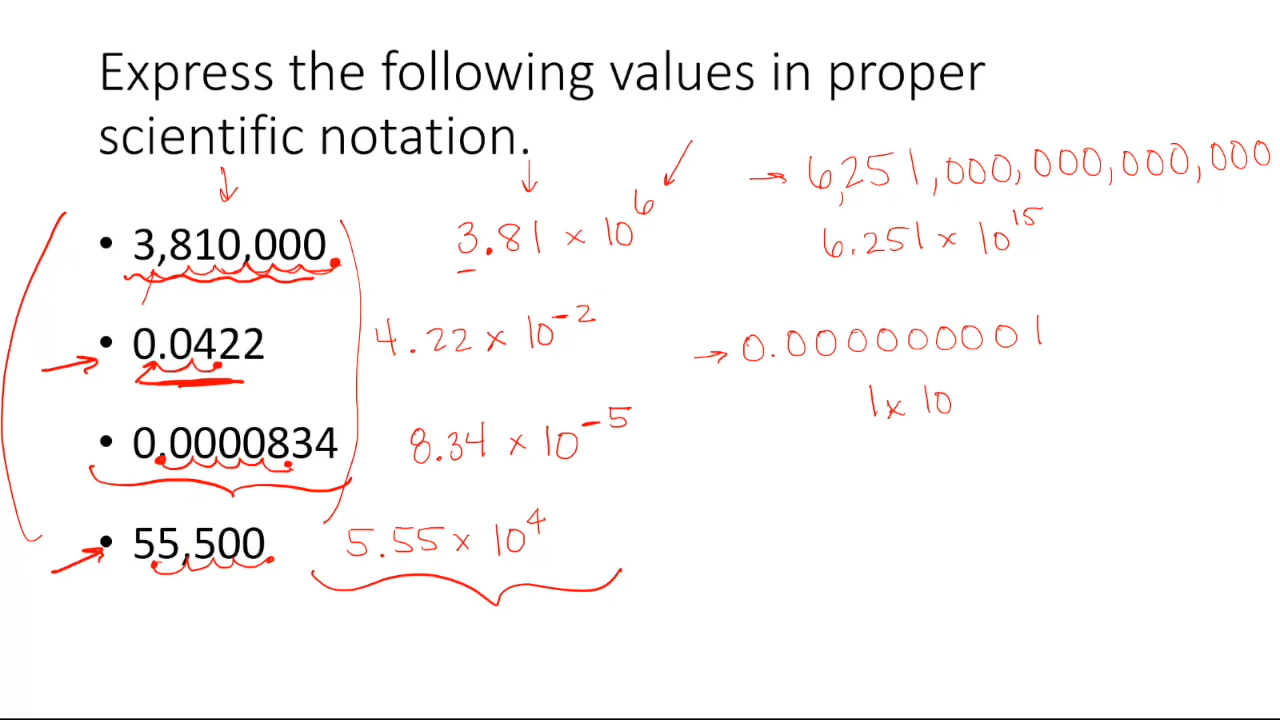 Express the following values in proper
scientific notation.
6,251,000,000,000,000
• 3,810,000
3.81 x 10^6
6.251 x 10^15
• 0.0422
4.22 x 10^-2
0.000000001
1 x 10
• 0.0000834
8.34 x 10^-5
• 55,500
5.55 x 10^4